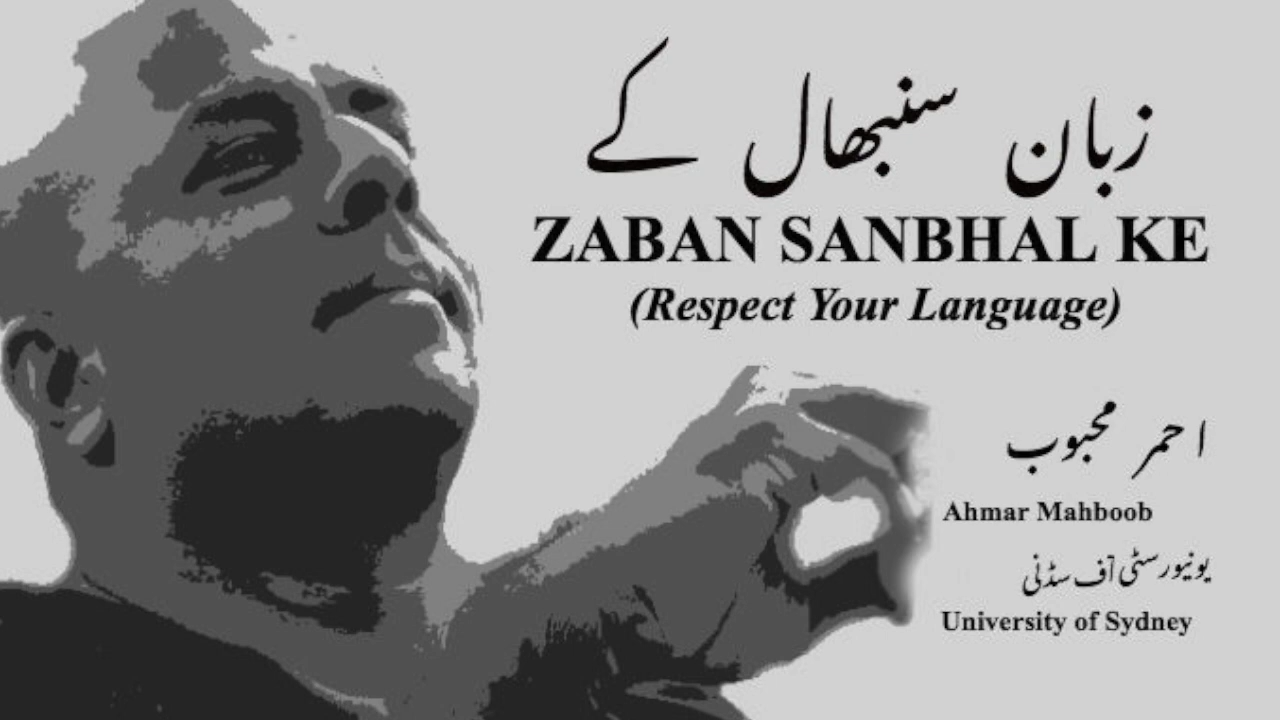 زبان سنبھال کے
ZABAN SANBHAL KE
(Respect Your Language)
احمر محبوب
Ahmar Mahboob
یونیورسٹی آف سڈنی
University of Sydney